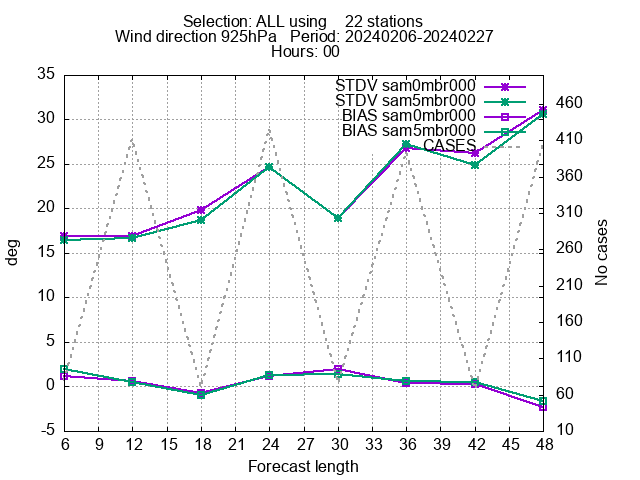 Selection: ALL using    22 stations
Wind direction 925hPa   Period: 20240206-20240227
Hours: 00
STDV sam0mbr000
STDV sam5mbr000
BIAS sam0mbr000
BIAS sam5mbr000
CASES
35
30
25
20
15
10
5
0
-5
deg
460
410
360
310
260
210
160
110
60
10
No cases
6 9 12 15 18 21 24 27 30 33 36 39 42 45 48
Forecast length